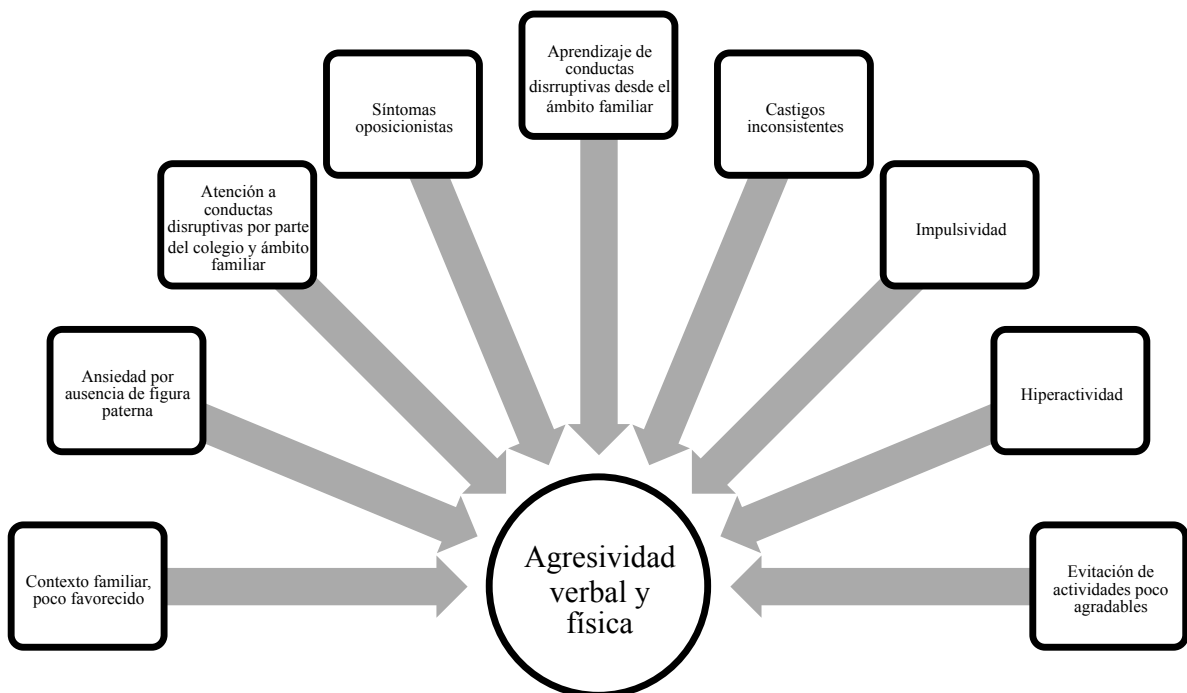 Aprendizaje de
conductas
disrruptivas desde el
ámbito familiar
Síntomas
oposicionistas
Castigos
inconsistentes
Atención a
conductas
disruptivas por parte
del colegio y ámbito
familiar
Impulsividad
Ansiedad por
ausencia de figura
paterna
Hiperactividad
Contexto familiar,
poco favorecido
Agresividad
verbal y
física
Evitación de
actividades poco
agradables